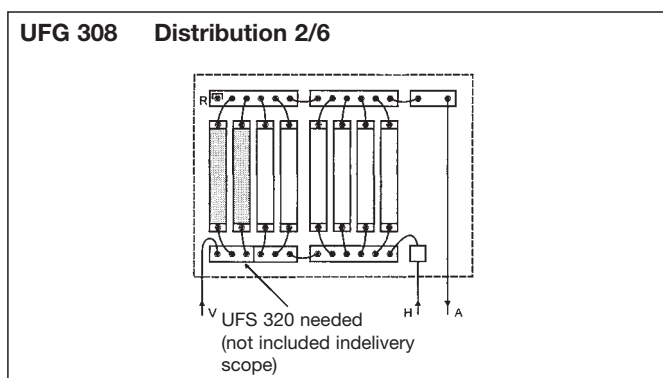 UFG 308 Distribution 2/6
R
V
H
A
UFS 320 needed
(not included indelivery
scope)